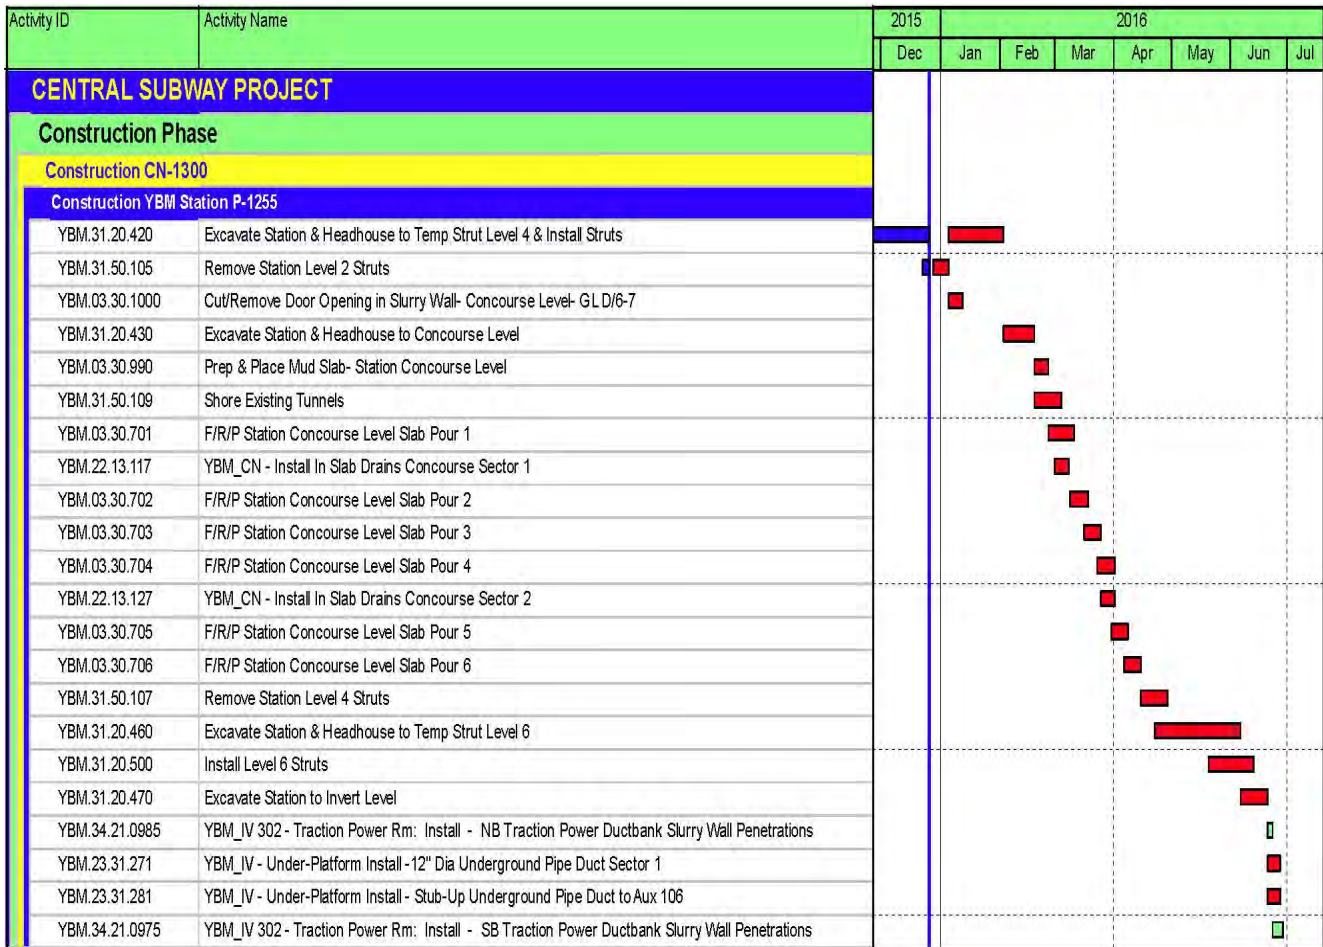 Activity ID Activity Name 2015 2016
Dec Jan Feb Mar Apr May Jun Jul
CENTRAL SUBWAY PROJECT
Construction Phase
Construction CN-1300
Construction YBM Station P-1255
YBM.31.20.420 Excavate Station & Headhouse to Temp Strut Level 4 & Install Struts
YBM.31.50.105 Remove Station Level 2 Struts
YBM.03.30.1000 Cut/Remove Door Opening in Slurry Wall- Concourse Level- GL D/6-7
YBM.31.20.430 Excavate Station & Headhouse to Concourse Level
YBM.03.30.990 Prep & Place Mud Slab- Station Concourse Level
YBM.31.50.109 Shore Existing Tunnels
YBM.03.30.701 F/R/P Station Concourse Level Slab Pour 1
YBM.22.13.117 YBM_CN - Install In Slab Drains Concourse Sector 1
YBM.03.30.702 F/R/P Station Concourse Level Slab Pour 2
YBM.03.30.703 F/R/P Station Concourse Level Slab Pour 3
YBM.03.30.704 F/R/P Station Concourse Level Slab Pour 4
YBM.22.13.127 YBM_CN - Install In Slab Drains Concourse Sector 2
YBM.03.30.705 F/R/P Station Concourse Level Slab Pour 5
YBM.03.30.706 F/R/P Station Concourse Level Slab Pour 6
YBM.31.50.107 Remove Station Level 4 Struts
YBM.31.20.460 Excavate Station & Headhouse to Temp Strut Level 6
YBM.31.20.500 Install Level 6 Struts
YBM.31.20.470 Excavate Station to Invert Level
YBM.34.21.0985 YBM_IV 302 - Traction Power Rm: Install - NB Traction Power Ductbank Slurry Wall Penetrations
YBM.23.31.271 YBM_IV - Under-Platform Install -12" Dia Underground Pipe Duct Sector 1
YBM.23.31.281 YBM_IV - Under-Platform Install - Stub-Up Underground Pipe Duct to Aux 106
YBM.34.21.0975 YBM_IV 302 - Traction Power Rm: Install - SB Traction Power Ductbank Slurry Wall Penetrations